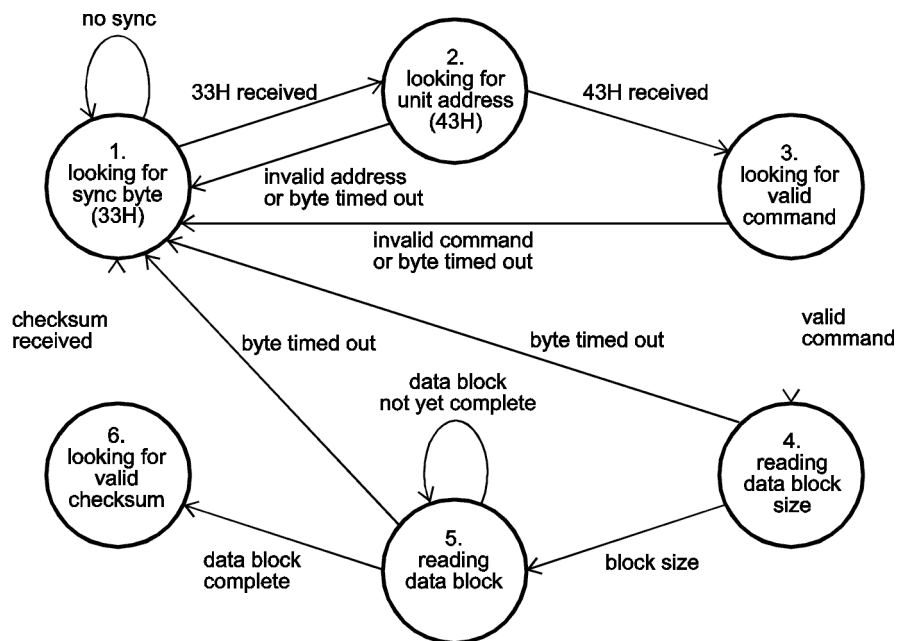 no sync
1.
looking for
sync byte
(33H)
33H received
2.
looking for
unit address
(43H)
43H received
3.
looking for
valid
command
invalid address
or byte timed out
invalid command
or byte timed out
checksum
received
byte timed out
byte timed out
valid
command
data block
not yet complete
6.
looking for
valid
checksum
4.
reading
data block
size
5.
reading
data block
data block
complete
block size